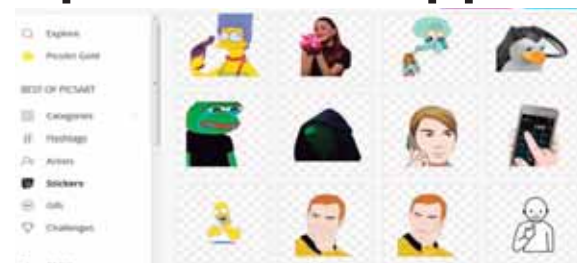 Explore
PicsArt Gold
BEST OF PICSART
Categories
Hashtags
Artists
Stickers
Gifs
Challenges